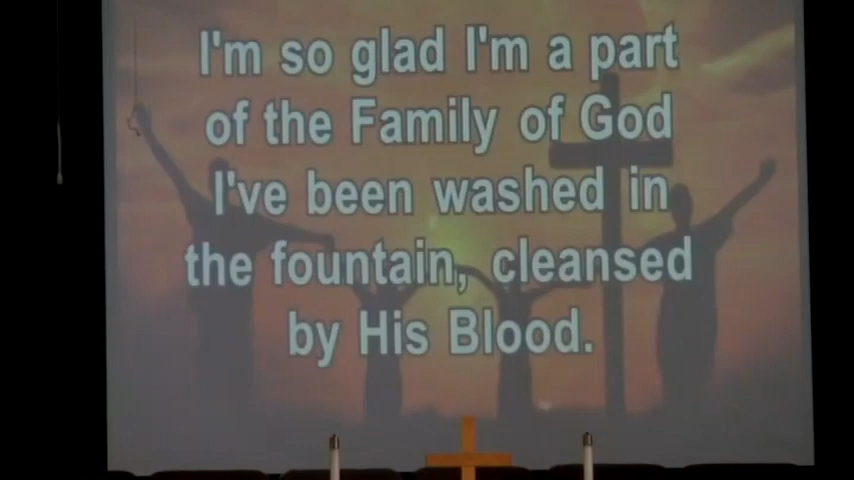 I'm so glad I'm a part
of the Family of God
I've been washed in
the fountain, cleansed
by His Blood.